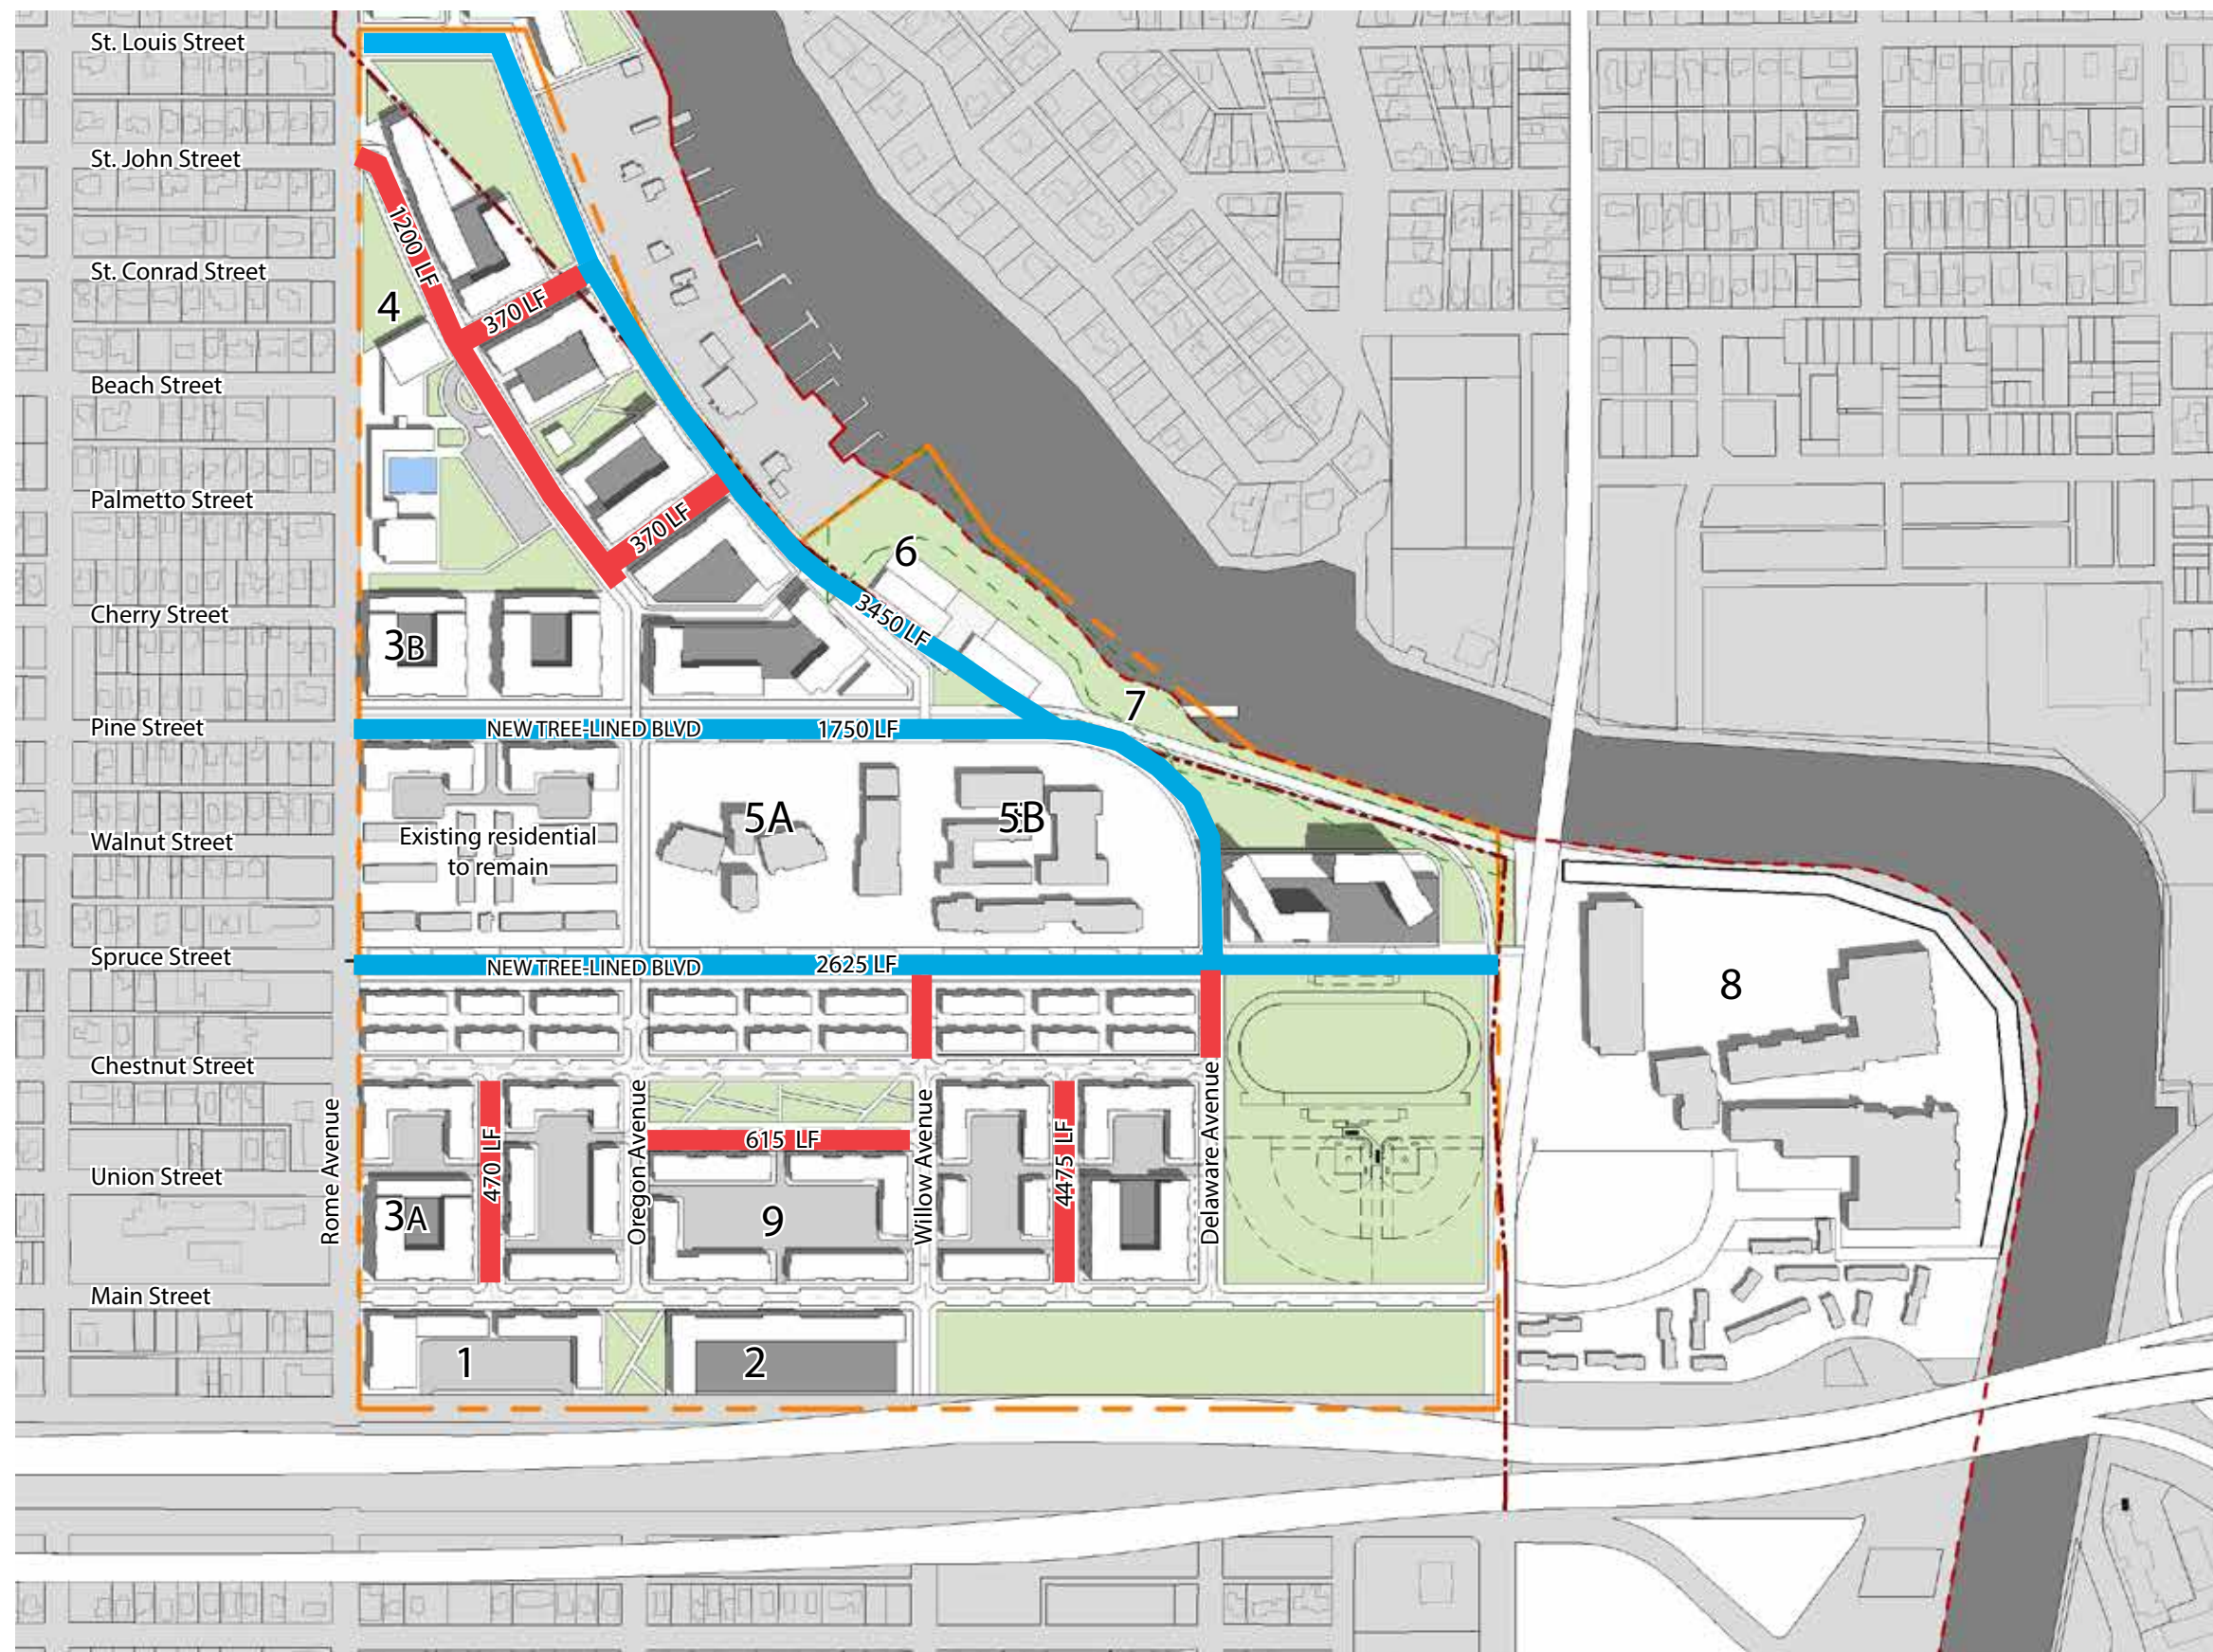 St. Louis Street
St. John Street
1200 LF
St. Conrad Street
370 LF
4
Beach Street
Palmetto Street
370 LF
6
Cherry Street
3450 LF
3B
7
Pine Street
NEW TREE-LINED BLVD
1750 LF
5A
5B
Walnut Street
Existing residential
to remain
Spruce Street
NEW TREE-LINED BLVD
2625 LF
8
Chestnut Street
Rome Avenue
470 LF
Oregon Avenue
615 LF
Willow Avenue
4475 LF
Delaware Avenue
Union Street
3A
9
Main Street
1
2